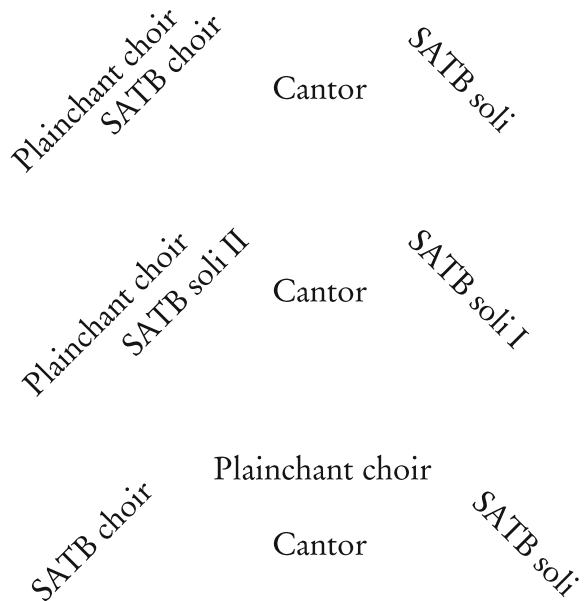 Plainchant choir
SATB choir
Cantor
SATB soli
Plainchant choir
SATB soli II
Cantor
SATB soli I
Plainchant choir
SATB choir
Cantor
SATB soli